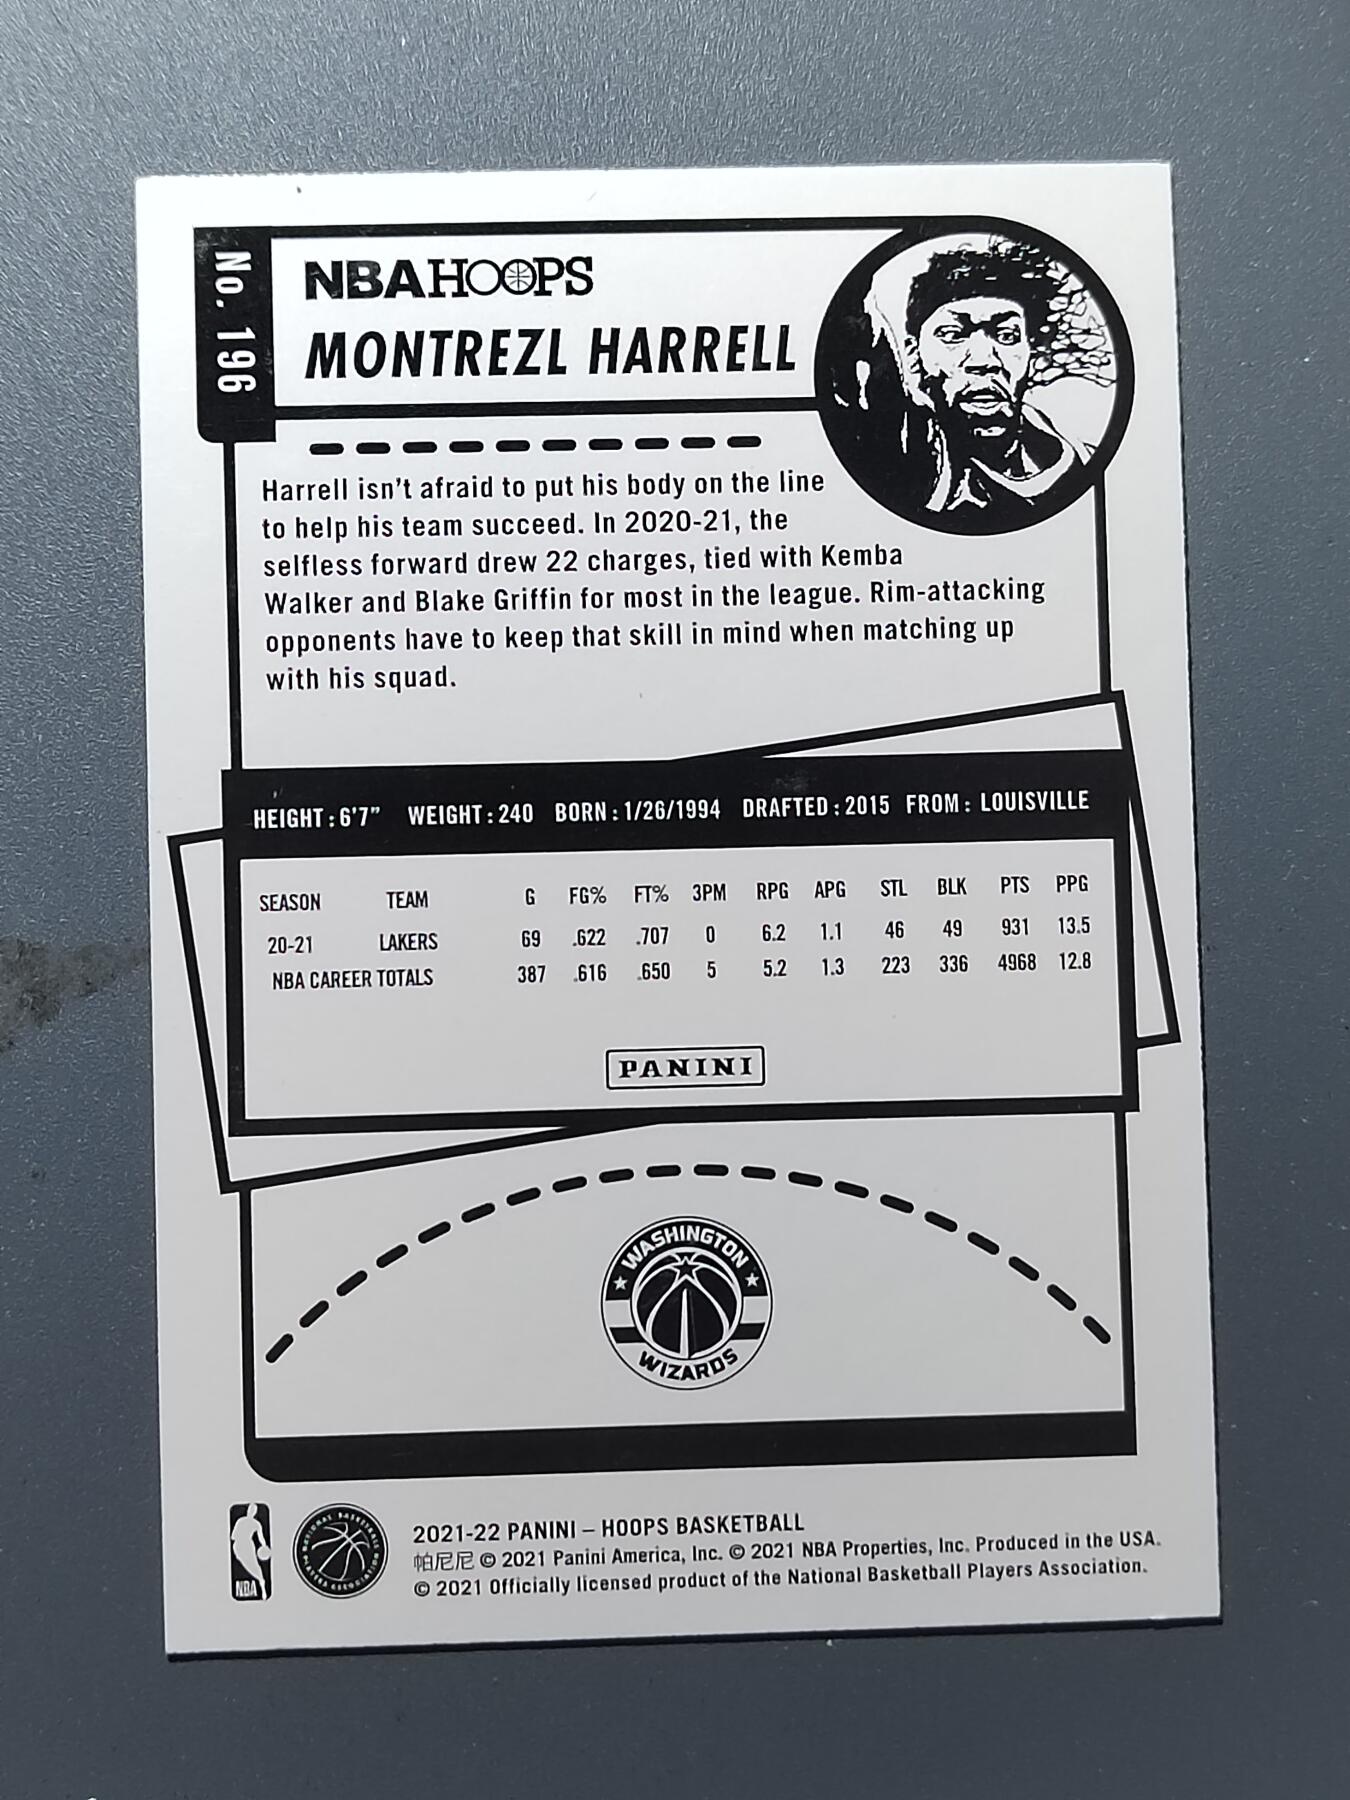 No. 196
NBA HOOPS
MONTREZL HARRELL
Harrell isn't afraid to put his body on the line
to help his team succeed. In 2020-21, the
selfless forward drew 22 charges, tied with Kemba
Walker and Blake Griffin for most in the league. Rim-attacking
opponents have to keep that skill in mind when matching up
with his squad.
HEIGHT: 6'7" WEIGHT: 240 BORN: 1/26/1994 DRAFTED: 2015 FROM: LOUISVILLE
SEASON TEAM G FG% FT% 3PM RPG APG STL BLK PTS PPG
20-21 LAKERS 69 .622 .707 0 6.2 1.1 46 49 931 13.5
NBA CAREER TOTALS 387 .616 .650 5 5.2 1.3 223 336 4968 12.8
PANINI
WASHINGTON
WIZARDS
NBA
NATIONAL BASKETBALL PLAYERS ASSOCIATION
2021-22 PANINI – HOOPS BASKETBALL
帕尼尼 © 2021 Panini America, Inc. © 2021 NBA Properties, Inc. Produced in the USA.
© 2021 Officially licensed product of the National Basketball Players Association.